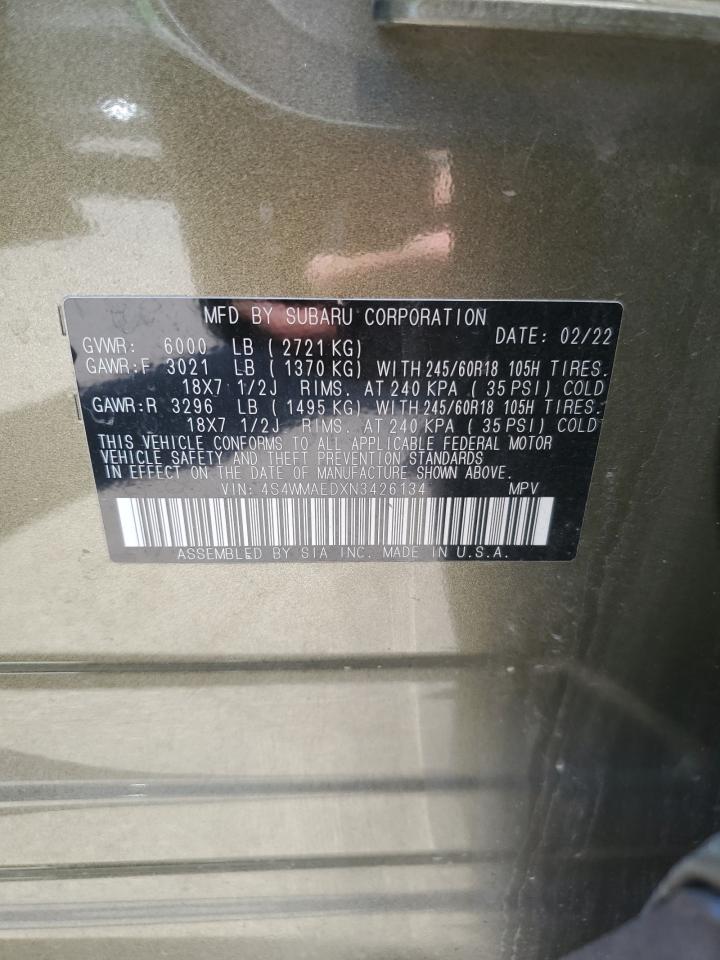 MFD BY SUBARU CORPORATION
DATE: 02/22
GVWR: 6000 LB (2721 KG)
GAWR:F 3021 LB (1370 KG) WITH 245/60R18 105H TIRES.
18X7 1/2J RIMS. AT 240 KPA (35 PSI) COLD
GAWR:R 3296 LB (1495 KG) WITH 245/60R18 105H TIRES.
18X7 1/2J RIMS. AT 240 KPA (35 PSI) COLD
THIS VEHICLE CONFORMS TO ALL APPLICABLE FEDERAL MOTOR
VEHICLE SAFETY AND THEFT PREVENTION STANDARDS
IN EFFECT ON THE DATE OF MANUFACTURE SHOWN ABOVE.
VIN: 4S4WMAEDXN3426134 MPV
ASSEMBLED BY SIA INC. MADE IN U.S.A.